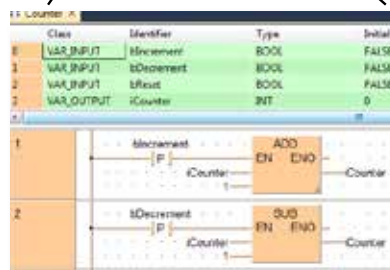 Counter ×
Class Identifier Type Initial
0 VAR_INPUT bIncrement BOOL FALSE
1 VAR_INPUT bDecrement BOOL FALSE
2 VAR_INPUT bReset BOOL FALSE
3 VAR_OUTPUT iCounter INT 0
1 bIncrement ADD
P EN ENO
iCounter iCounter
1
2 bDecrement SUB
P EN ENO
iCounter iCounter
1